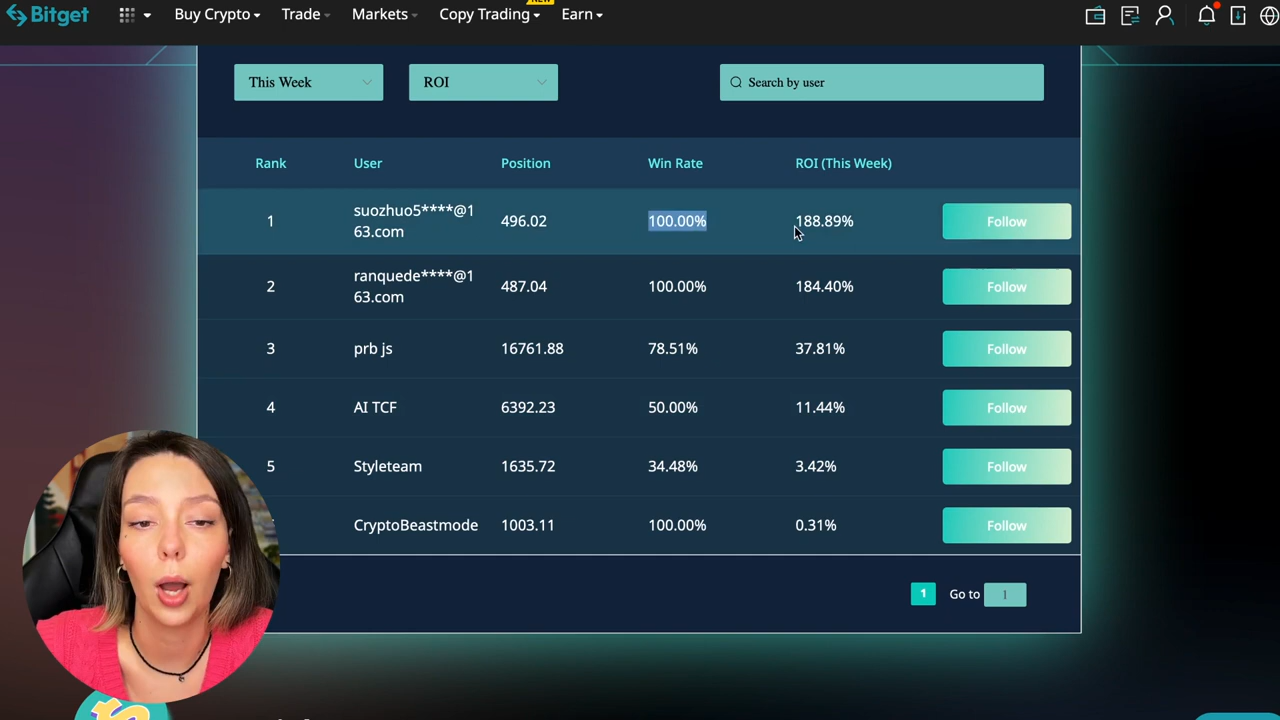 Bitget
Buy Crypto
Trade
Markets
Copy Trading
NEW
Earn
This Week
ROI
Search by user
Rank
User
Position
Win Rate
ROI (This Week)
1
suozhuo5****@1
63.com
496.02
100.00%
188.89%
Follow
2
ranquede****@1
63.com
487.04
100.00%
184.40%
Follow
3
prb js
16761.88
78.51%
37.81%
Follow
4
AI TCF
6392.23
50.00%
11.44%
Follow
5
Styleteam
1635.72
34.48%
3.42%
Follow
CryptoBeastmode
1003.11
100.00%
0.31%
Follow
1
Go to
1